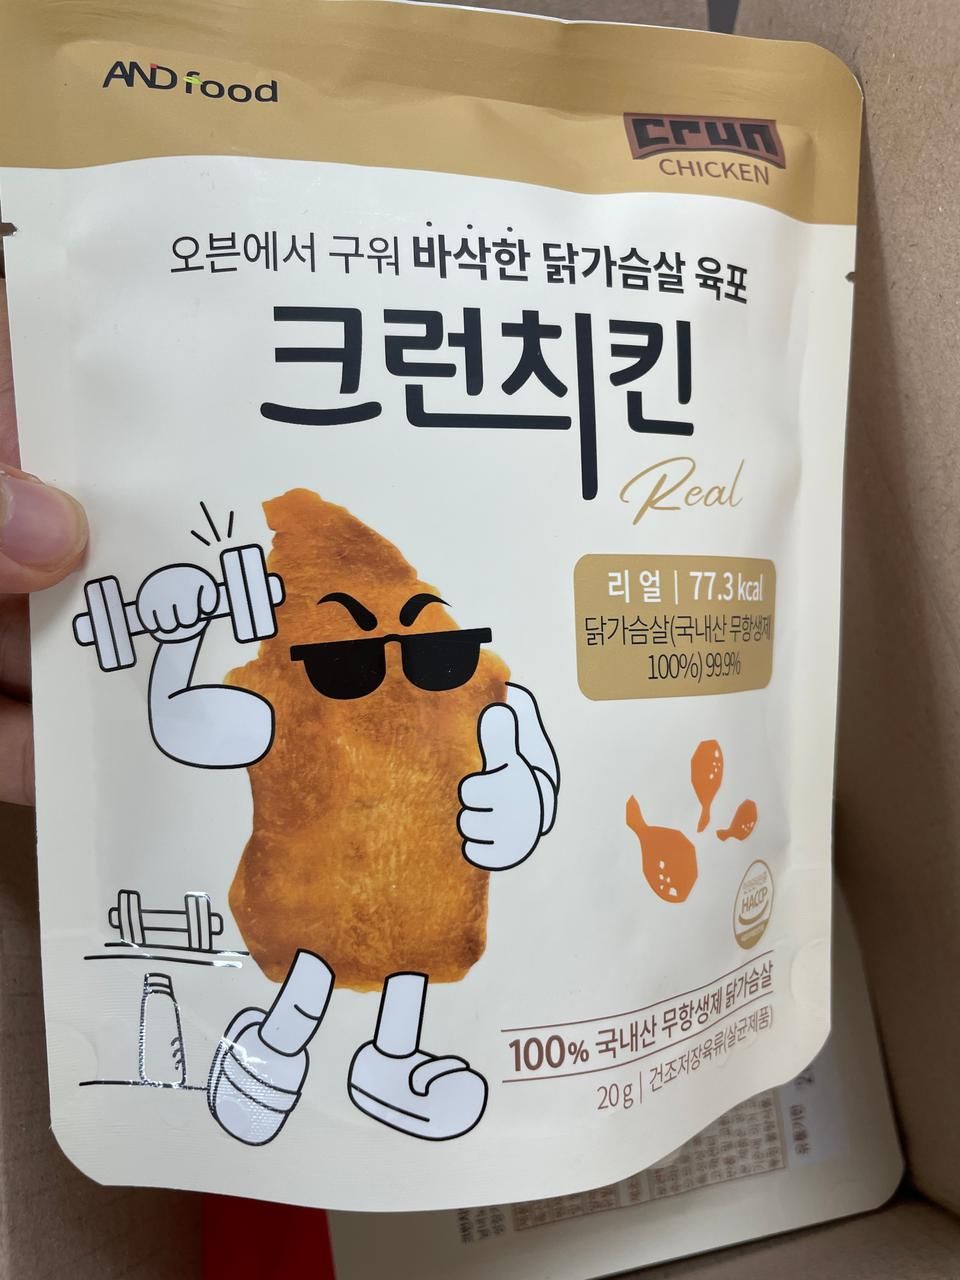 AND food
crun
CHICKEN
오븐에서 구워 바삭한 닭가슴살 육포
크런치킨
Real
리얼 | 77.3 kcal
닭가슴살(국내산 무항생제
100%) 99.9%
HACCP
100% 국내산 무항생제 닭가슴살
20g | 건조저장육류(살균제품)